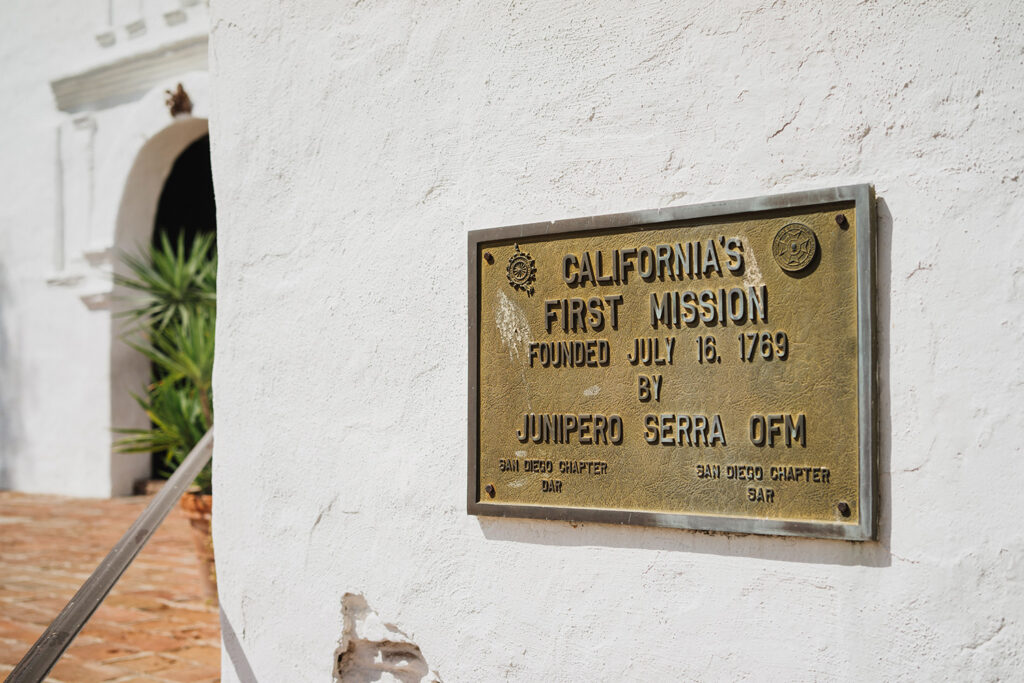 CALIFORNIA'S
FIRST MISSION
FOUNDED JULY 16, 1769
BY
JUNIPERO SERRA OFM
SAN DIEGO CHAPTER
DAR
SAN DIEGO CHAPTER
SAR